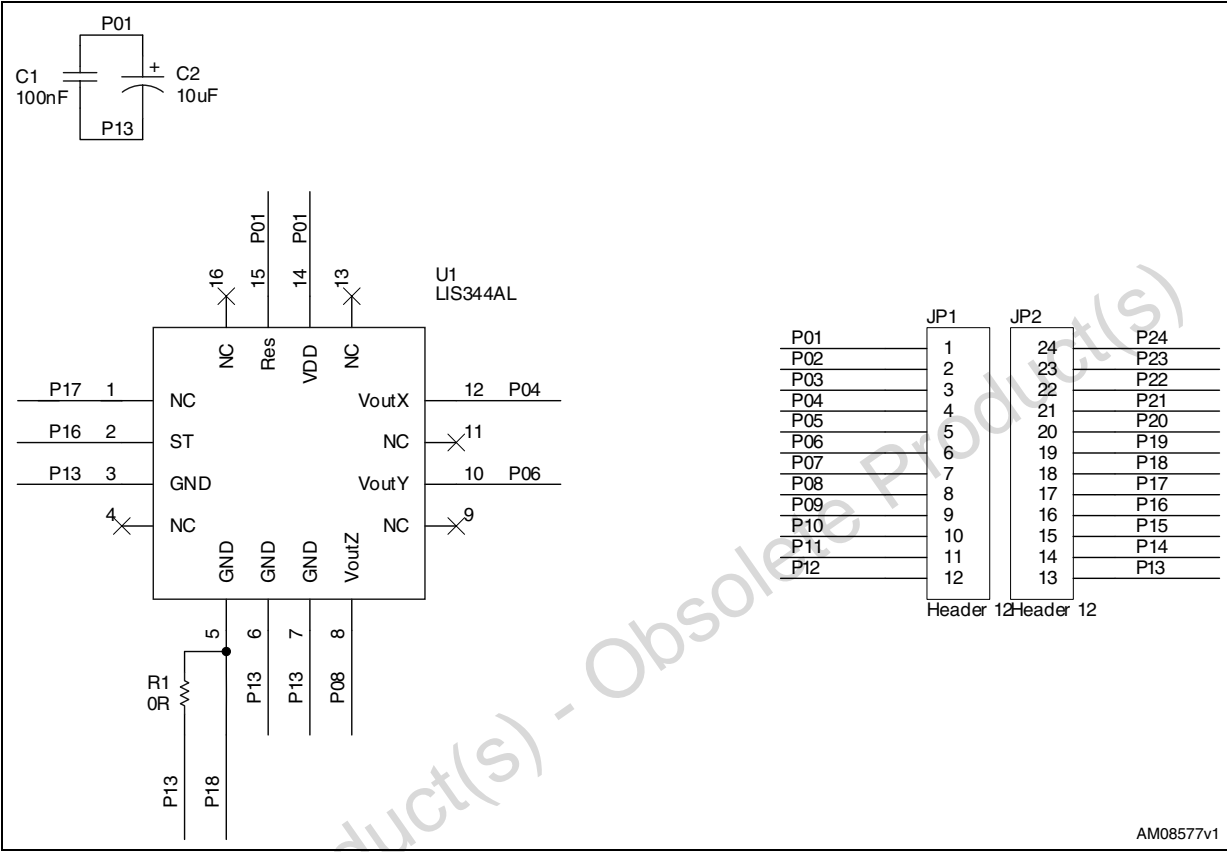 P01
C1
100nF
+
C2
10uF
P13
P01
P01
16
15
14
13
U1
LIS344AL
NC
Res
VDD
NC
P17 1 NC
VoutX 12 P04
P16 2 ST
NC 11
P13 3 GND
VoutY 10 P06
4 NC
NC 9
GND
GND
GND
VoutZ
5
6
7
8
R1
0R
P13
P13
P08
P13
P18
JP1
JP2
P01 1
24 P24
P02 2
23 P23
P03 3
22 P22
P04 4
21 P21
P05 5
20 P20
P06 6
19 P19
P07 7
18 P18
P08 8
17 P17
P09 9
16 P16
P10 10
15 P15
P11 11
14 P14
P12 12
13 P13
Header 12
Header 12
duct(s) - Obsolete Product(s)
AM08577v1